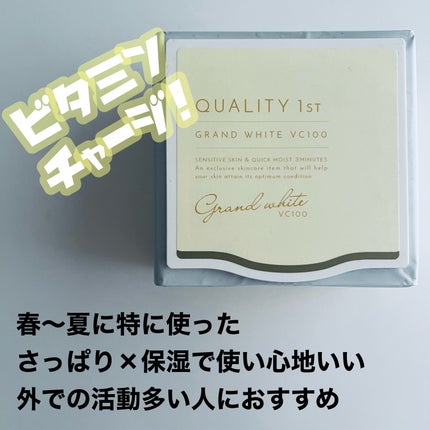 ビタミン
チャージ！
QUALITY 1ST
GRAND WHITE VC100
SENSITIVE SKIN & QUICK MOIST 3MINUTES
An exclusive skincare item that will help
your skin attain its optimum condition
Grand white
VC100
春〜夏に特に使った
さっぱり×保湿で使い心地いい
外での活動多い人におすすめ